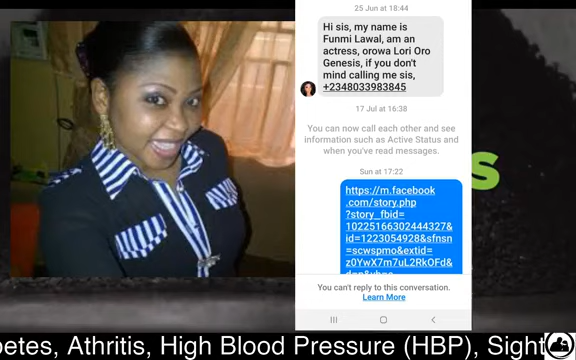 25 Jun at 18:44
Hi sis, my name is
Funmi Lawal, am an
actress, orowa Lori Oro
Genesis, if you don't
mind calling me sis,
+2348033983845
17 Jul at 16:38
You can now call each other and see
information such as Active Status and
when you've read messages.
Sun at 17:22
https://m.facebook
.com/story.php
?story_fbid=
102251663024443​27&
id=1223054928&sfnsn
=scwspmo&extid=
z0YwX7m7uL2RkOFd&
You can't reply to this conversation.
Learn More
s
betes, Athritis, High Blood Pressure (HBP), Sight